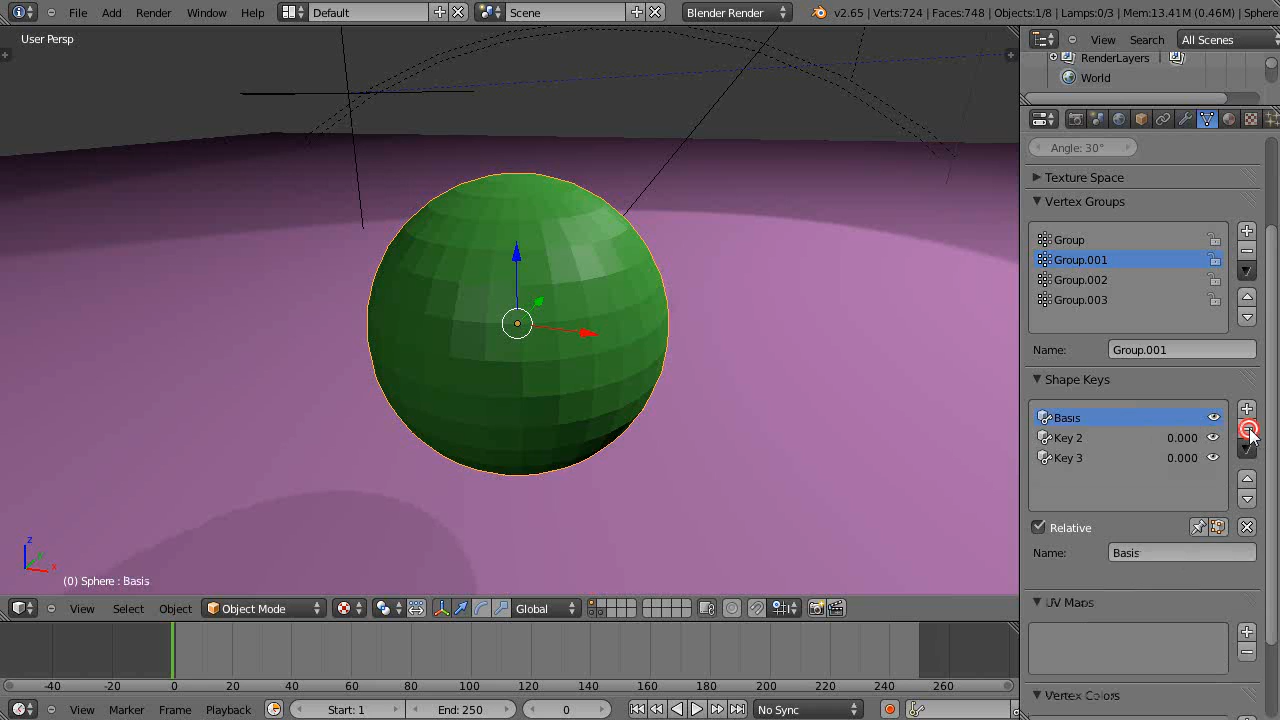 File Add Render Window Help Default Scene Blender Render v2.65 | Verts:724 | Faces:748 | Objects:1/8 | Lamps:0/3 | Mem:13.41M (0.46M) | Sphere
User Persp
View Search All Scenes
RenderLayers
World
Angle: 30°
Texture Space
Vertex Groups
Group
Group.001
Group.002
Group.003
Name: Group.001
Shape Keys
Basis
Key 2 0.000
Key 3 0.000
Relative
Name: Basis
UV Maps
Vertex Colors
z
y
x
(0) Sphere : Basis
View Select Object Object Mode Global
-40 -20 0 20 40 60 80 100 120 140 160 180 200 220 240 260
View Marker Frame Playback Start: 1 End: 250 0 No Sync